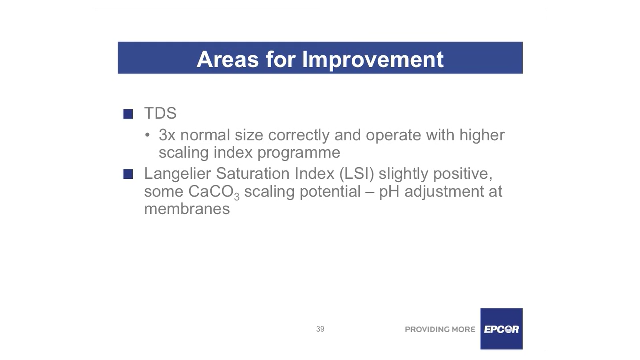 Areas for Improvement
■ TDS
• 3x normal size correctly and operate with higher
scaling index programme
■ Langelier Saturation Index (LSI) slightly positive,
some CaCO₃ scaling potential – pH adjustment at
membranes
39
PROVIDING MORE
EPCOR